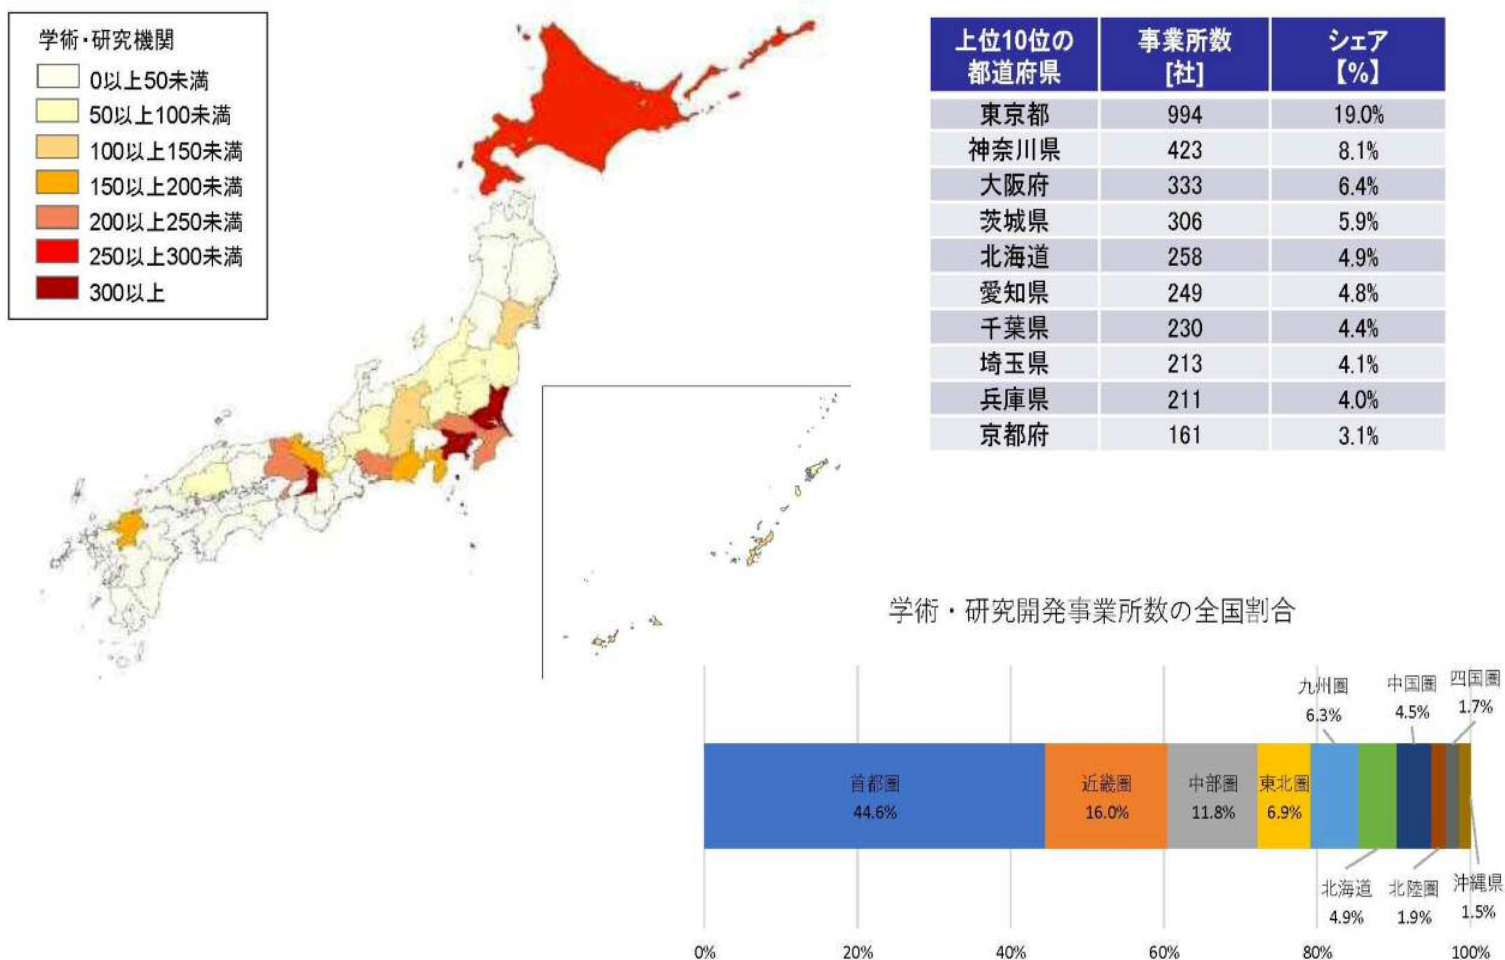 学術・研究機関
0以上50未満
50以上100未満
100以上150未満
150以上200未満
200以上250未満
250以上300未満
300以上
上位10位の 事業所数 シェア
都道府県 [社] 【%】
東京都 994 19.0%
神奈川県 423 8.1%
大阪府 333 6.4%
茨城県 306 5.9%
北海道 258 4.9%
愛知県 249 4.8%
千葉県 230 4.4%
埼玉県 213 4.1%
兵庫県 211 4.0%
京都府 161 3.1%
学術・研究開発事業所数の全国割合
九州圏 中国圏 四国圏
6.3% 4.5% 1.7%
首都圏 近畿圏 中部圏 東北圏
44.6% 16.0% 11.8% 6.9%
北海道 北陸圏 沖縄県
4.9% 1.9% 1.5%
0% 20% 40% 60% 80% 100%